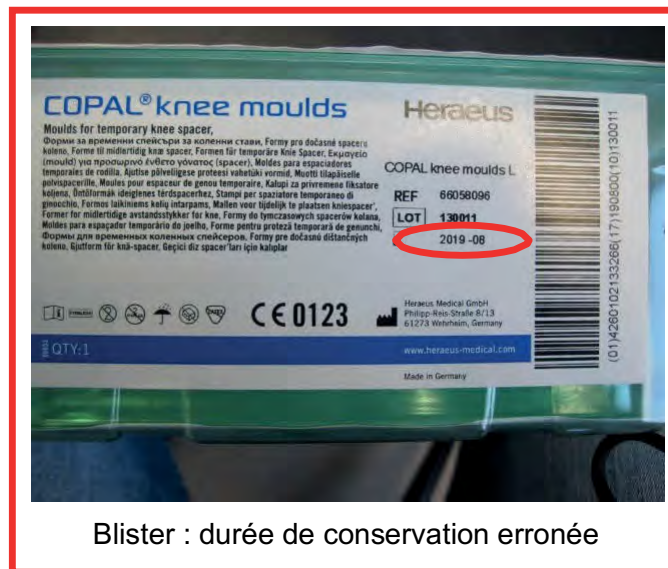 COPAL® knee moulds
Moulds for temporary knee spacer,
Форми за временни спейсъри за коленни стави, Formy pro dočasné spacery
koleno, Forme til midlertidig knæ spacer, Formen für temporäre Knie Spacer, Εκμαγείο
(mould) για προσωρινό ένθετο γόνατος (spacer), Moldes para espaciadores
temporales de rodilla, Ajutise põlveliigese proteesi vahetüki vormid, Muotti tilapäiselle
polvispacerille, Moules pour espaceur de genou temporaire, Kalupi za privremene fiksatore
koljena, Öntőformák ideiglenes térdspacerhez, Stampi per spaziatore temporaneo di
ginocchio, Formos laikiniems kelių intarpams, Mallen voor tijdelijk te plaatsen kniespacer,
Former for midlertidige avstandsstykker for kne, Formy do tymczasowych spacerów kolana,
Moldes para espaçador temporário do joelho, Forme pentru proteză temporară de genunchi,
Формы для временных коленных спейсеров, Formy pre dočasnú dištančných
koleno, Gjutform för knä-spacer, Geçici diz spacer'ları için kalıplar
Heraeus
COPAL knee moulds L
REF 66058096
LOT 130011
2019 -08
CE 0123
Heraeus Medical GmbH
Philipp-Reis-Straße 8/13
61273 Wehrheim, Germany
QTY:1
www.heraeus-medical.com
Made in Germany
(01)04260102133266(17)190800(10)130011
Blister : durée de conservation erronée